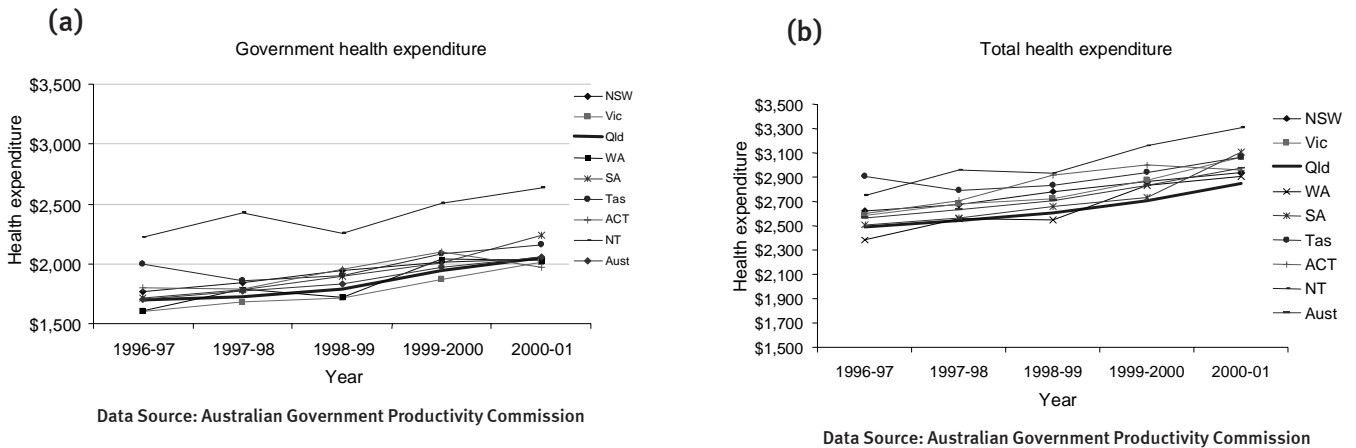 (a)
Government health expenditure
$3,500
$3,000
$2,500
$2,000
$1,500
Health expenditure
1996-97 1997-98 1998-99 1999-2000 2000-01
Year
NSW
Vic
Qld
WA
SA
Tas
ACT
NT
Aust
Data Source: Australian Government Productivity Commission
(b)
Total health expenditure
$3,500
$3,300
$3,100
$2,900
$2,700
$2,500
$2,300
$2,100
$1,900
$1,700
$1,500
Health expenditure
1996-97 1997-98 1998-99 1999-2000 2000-01
Year
NSW
Vic
Qld
WA
SA
Tas
ACT
NT
Aust
Data Source: Australian Government Productivity Commission